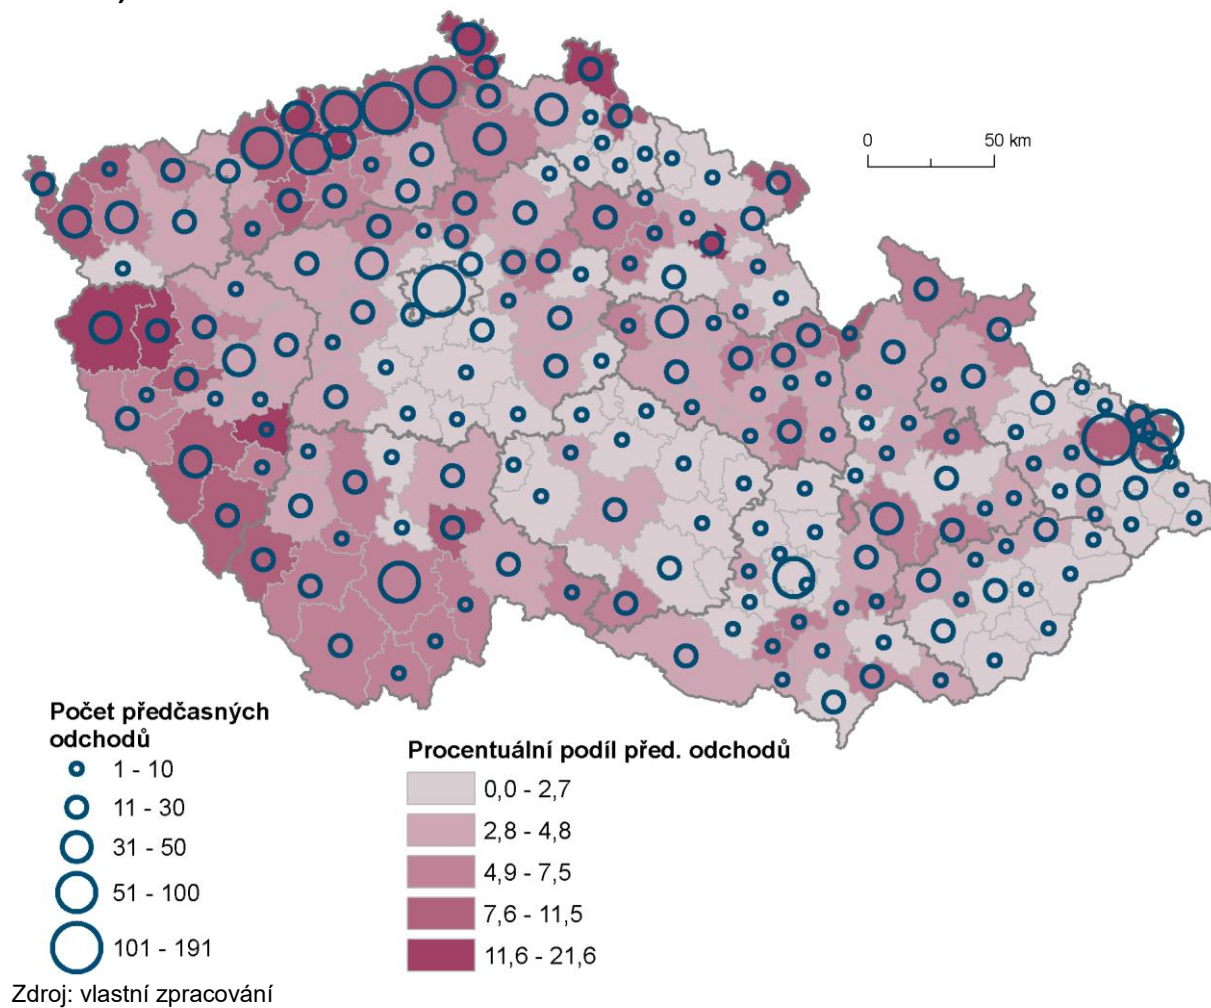 0 50 km
Počet předčasných
odchodů
1 - 10
11 - 30
31 - 50
51 - 100
101 - 191
Procentuální podíl před. odchodů
0,0 - 2,7
2,8 - 4,8
4,9 - 7,5
7,6 - 11,5
11,6 - 21,6
Zdroj: vlastní zpracování